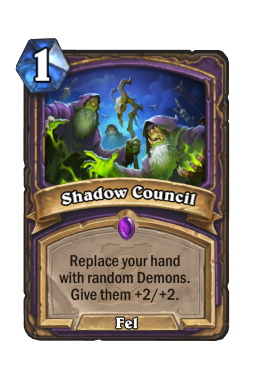 1
Shadow Council
Replace your hand
with random Demons.
Give them +2/+2.
Fel